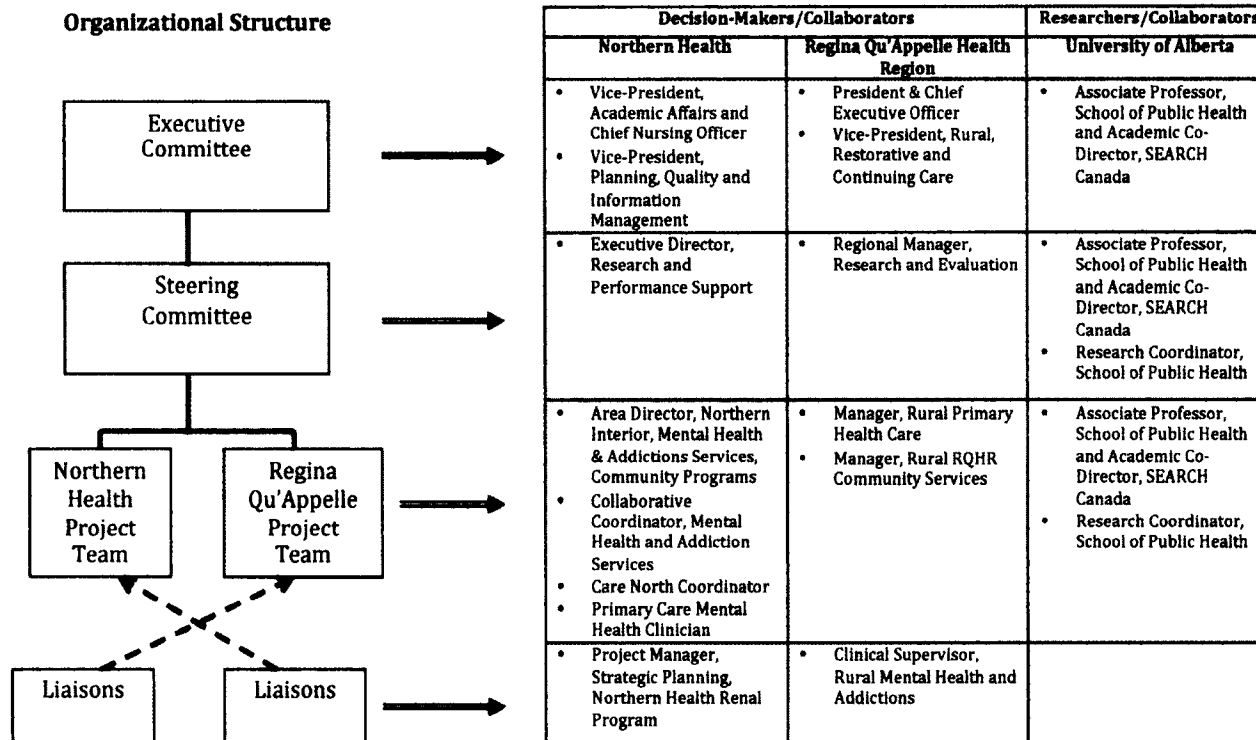 Organizational Structure
Executive
Committee
Steering
Committee
Northern
Health
Project
Team
Regina
Qu'Appelle
Project
Team
Liaisons
Liaisons
Decision-Makers/Collaborators
Researchers/Collaborators
Northern Health
Regina Qu'Appelle Health
Region
University of Alberta
• Vice-President,
Academic Affairs and
Chief Nursing Officer
• Vice-President,
Planning, Quality and
Information
Management
• President & Chief
Executive Officer
• Vice-President, Rural,
Restorative and
Continuing Care
• Associate Professor,
School of Public Health
and Academic Co-
Director, SEARCH
Canada
• Executive Director,
Research and
Performance Support
• Regional Manager,
Research and Evaluation
• Associate Professor,
School of Public Health
and Academic Co-
Director, SEARCH
Canada
• Research Coordinator,
School of Public Health
• Area Director, Northern
Interior, Mental Health
& Addictions Services,
Community Programs
• Collaborative
Coordinator, Mental
Health and Addiction
Services
• Care North Coordinator
• Primary Care Mental
Health Clinician
• Manager, Rural Primary
Health Care
• Manager, Rural RQHR
Community Services
• Associate Professor,
School of Public Health
and Academic Co-
Director, SEARCH
Canada
• Research Coordinator,
School of Public Health
• Project Manager,
Strategic Planning,
Northern Health Renal
Program
• Clinical Supervisor,
Rural Mental Health and
Addictions